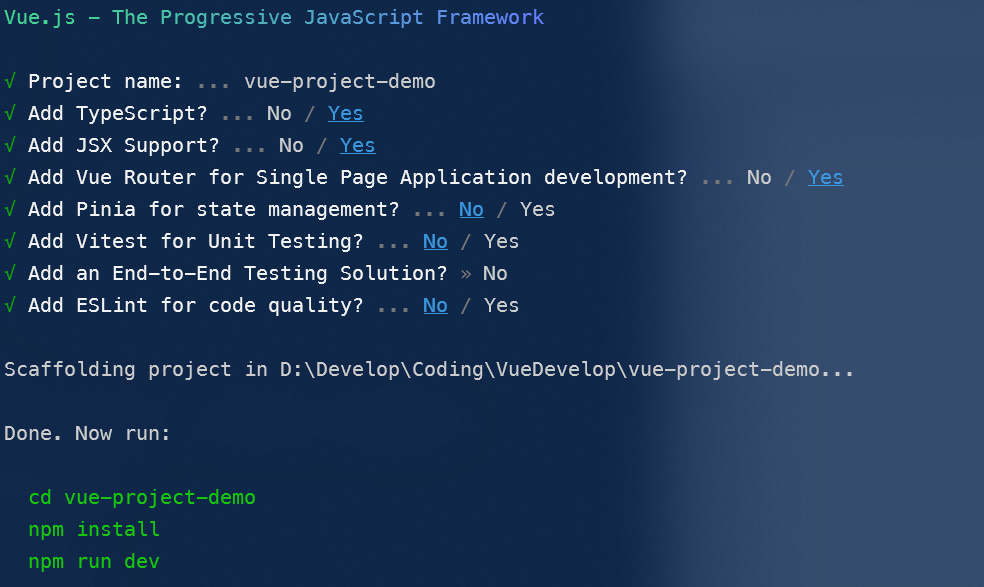 Vue.js - The Progressive JavaScript Framework
√ Project name: ... vue-project-demo
√ Add TypeScript? ... No / Yes
√ Add JSX Support? ... No / Yes
√ Add Vue Router for Single Page Application development? ... No / Yes
√ Add Pinia for state management? ... No / Yes
√ Add Vitest for Unit Testing? ... No / Yes
√ Add an End-to-End Testing Solution? » No
√ Add ESLint for code quality? ... No / Yes
Scaffolding project in D:\Develop\Coding\VueDevelop\vue-project-demo...
Done. Now run:
cd vue-project-demo
npm install
npm run dev